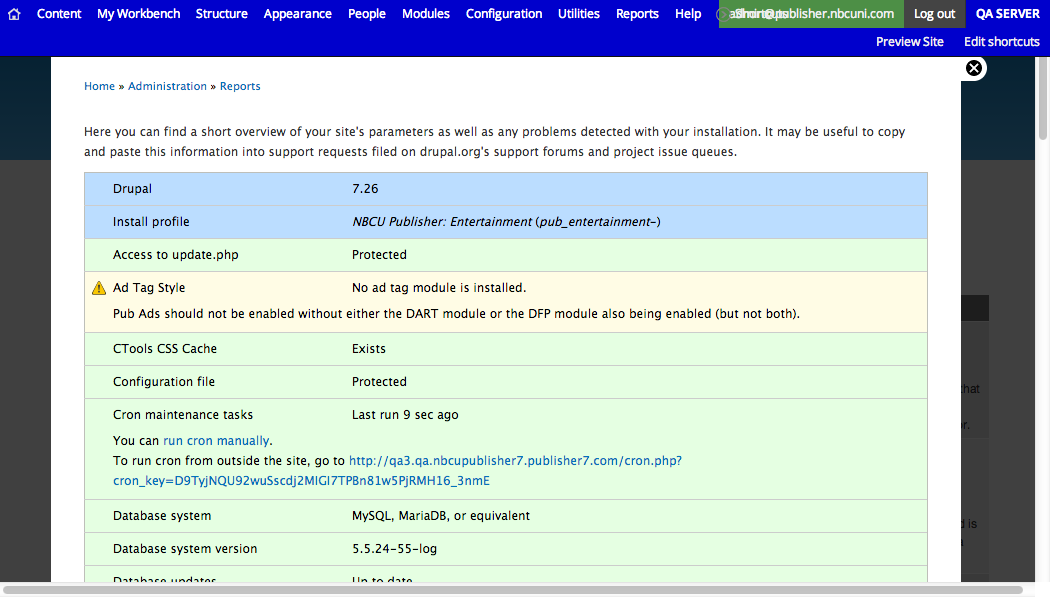 Content My Workbench Structure Appearance People Modules Configuration Utilities Reports Help publisher.nbcuni.com Log out QA SERVER
Preview Site Edit shortcuts
Home » Administration » Reports
Here you can find a short overview of your site's parameters as well as any problems detected with your installation. It may be useful to copy
and paste this information into support requests filed on drupal.org's support forums and project issue queues.
Drupal 7.26
Install profile NBCU Publisher: Entertainment (pub_entertainment-)
Access to update.php Protected
Ad Tag Style No ad tag module is installed.
Pub Ads should not be enabled without either the DART module or the DFP module also being enabled (but not both).
CTools CSS Cache Exists
Configuration file Protected
that
Cron maintenance tasks Last run 9 sec ago
or.
You can run cron manually.
To run cron from outside the site, go to http://qa3.qa.nbcupublisher7.publisher7.com/cron.php?
cron_key=D9TyjNQU92wuSscdj2MIGl7TPBn81w5PjRMH16_3nmE
Database system MySQL, MariaDB, or equivalent
is
Database system version 5.5.24-55-log
Database updates Up to date